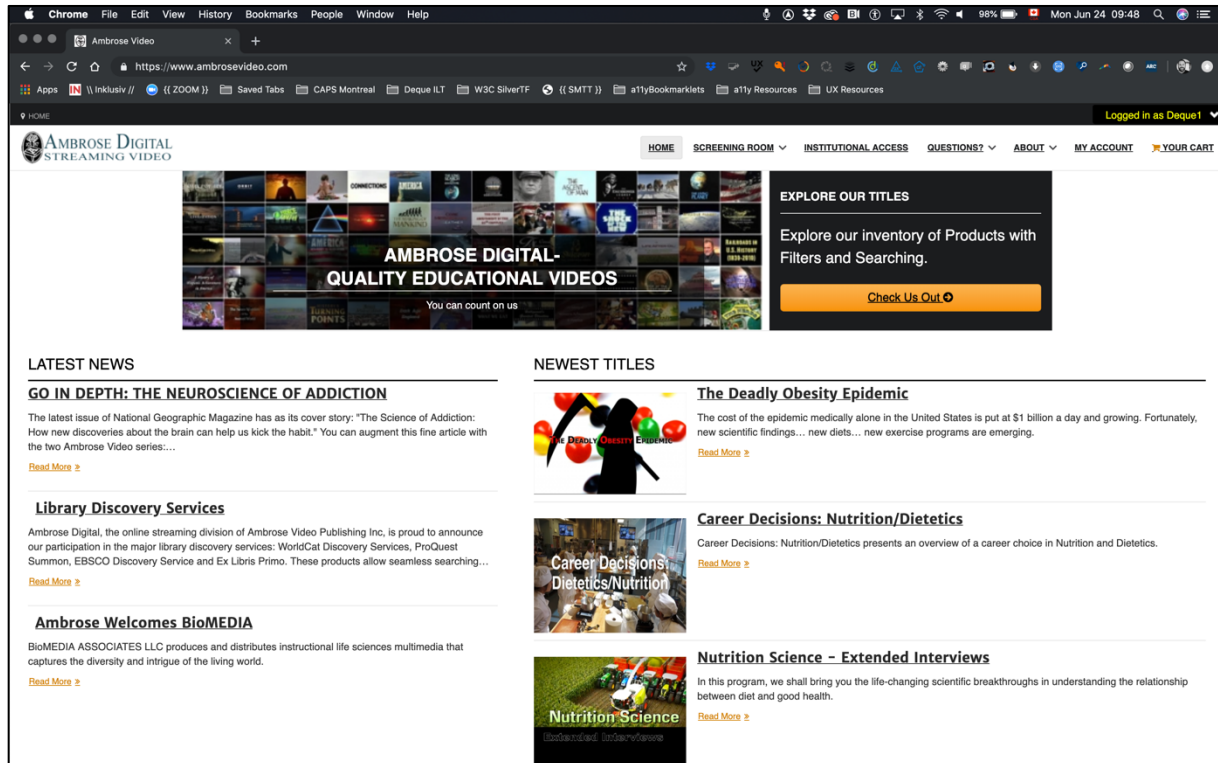 Chrome File Edit View History Bookmarks People Window Help 98% Mon Jun 24 09:48
Ambrose Video
https://www.ambrosevideo.com
Apps \\ Inklusiv // {{ ZOOM }} Saved Tabs CAPS Montreal Deque ILT W3C SilverTF {{ SMTT }} a11yBookmarklets a11y Resources UX Resources
HOME Logged in as Deque1
AMBROSE DIGITAL
STREAMING VIDEO
HOME SCREENING ROOM INSTITUTIONAL ACCESS QUESTIONS? ABOUT MY ACCOUNT YOUR CART
AMBROSE DIGITAL-
QUALITY EDUCATIONAL VIDEOS
You can count on us
EXPLORE OUR TITLES
Explore our inventory of Products with
Filters and Searching.
Check Us Out
LATEST NEWS
GO IN DEPTH: THE NEUROSCIENCE OF ADDICTION
The latest issue of National Geographic Magazine has as its cover story: "The Science of Addiction:
How new discoveries about the brain can help us kick the habit." You can augment this fine article with
the two Ambrose Video series:…
Read More »
Library Discovery Services
Ambrose Digital, the online streaming division of Ambrose Video Publishing Inc, is proud to announce
our participation in the major library discovery services: WorldCat Discovery Services, ProQuest
Summon, EBSCO Discovery Service and Ex Libris Primo. These products allow seamless searching…
Read More »
Ambrose Welcomes BioMEDIA
BioMEDIA ASSOCIATES LLC produces and distributes instructional life sciences multimedia that
captures the diversity and intrigue of the living world.
Read More »
NEWEST TITLES
THE DEADLY OBESITY EPIDEMIC
The Deadly Obesity Epidemic
The cost of the epidemic medically alone in the United States is put at $1 billion a day and growing. Fortunately,
new scientific findings… new diets… new exercise programs are emerging.
Read More »
Career Decisions:
Dietetics/Nutrition
Career Decisions: Nutrition/Dietetics
Career Decisions: Nutrition/Dietetics presents an overview of a career choice in Nutrition and Dietetics.
Read More »
Nutrition Science
Extended Interviews
Nutrition Science - Extended Interviews
In this program, we shall bring you the life-changing scientific breakthroughs in understanding the relationship
between diet and good health.
Read More »